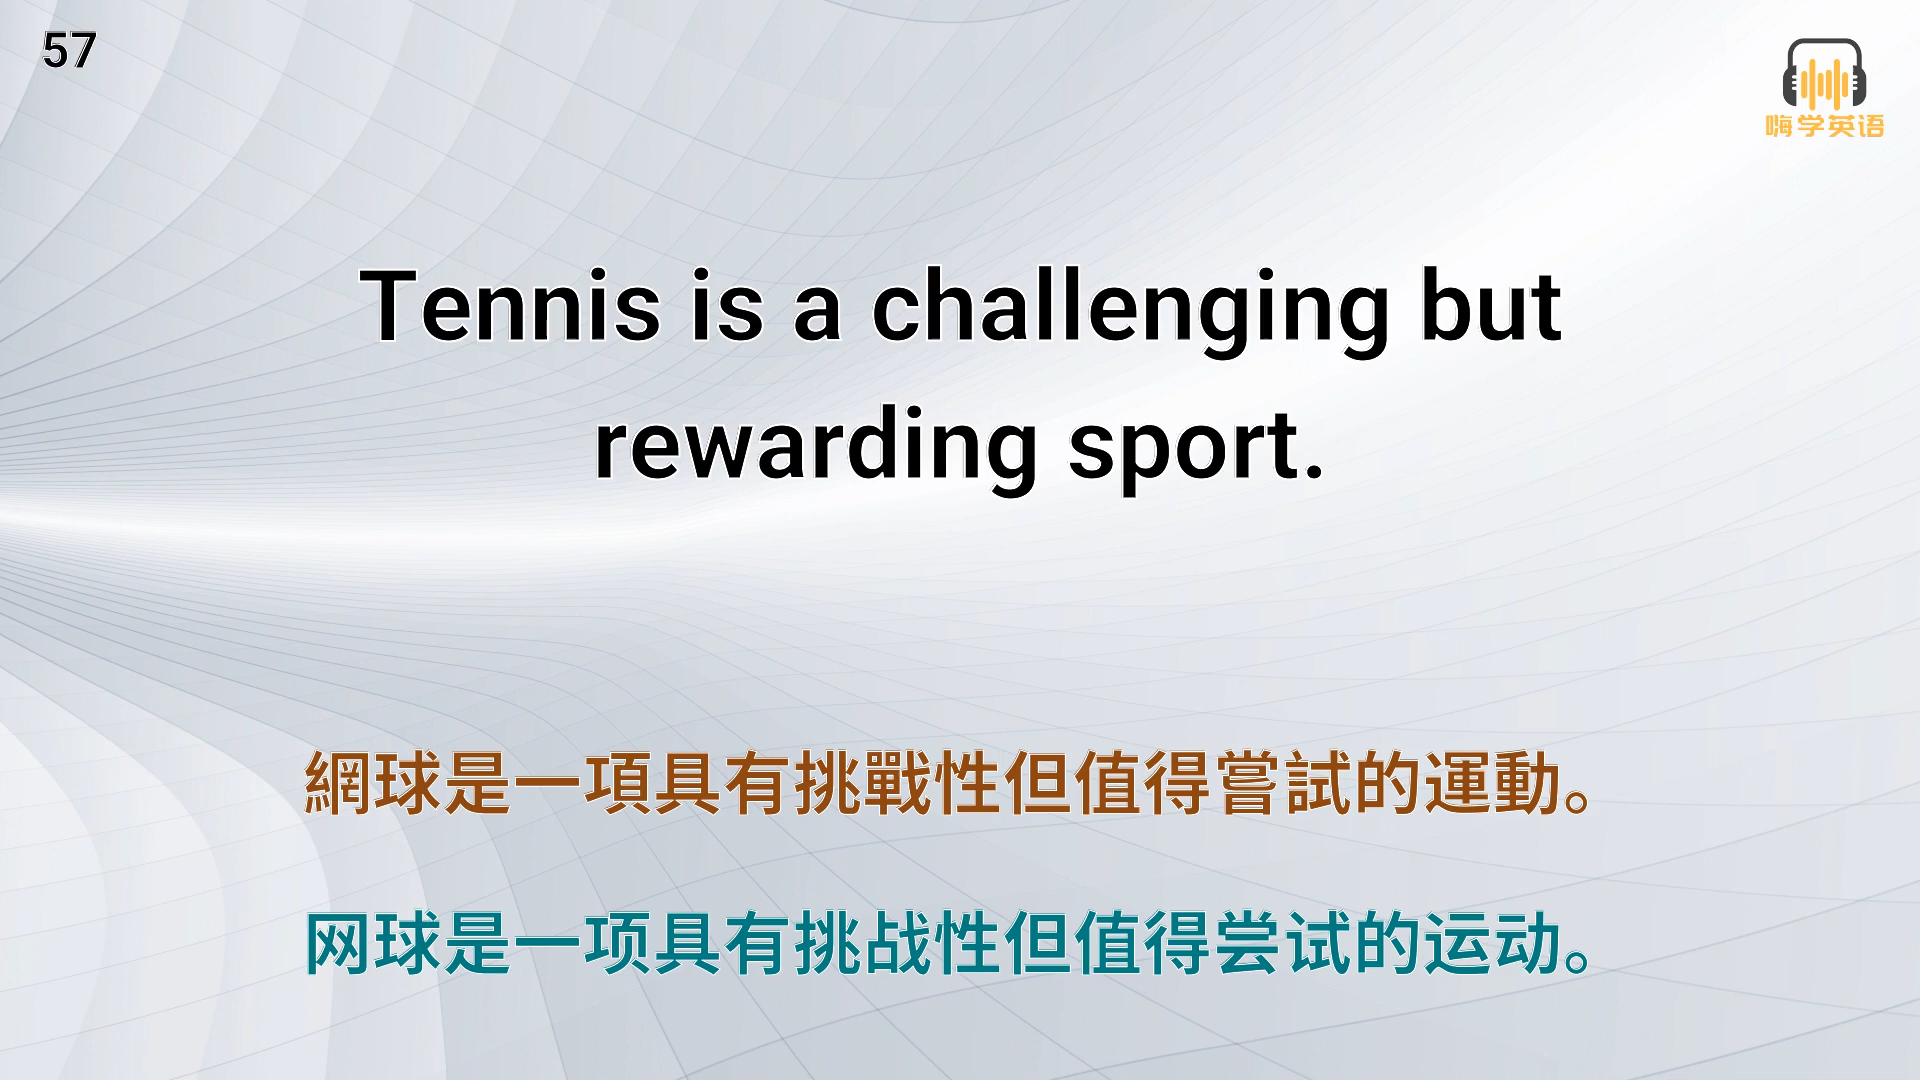 57
嗨学英语
Tennis is a challenging but
rewarding sport.
網球是一項具有挑戰性但值得嘗試的運動。
网球是一项具有挑战性但值得尝试的运动。